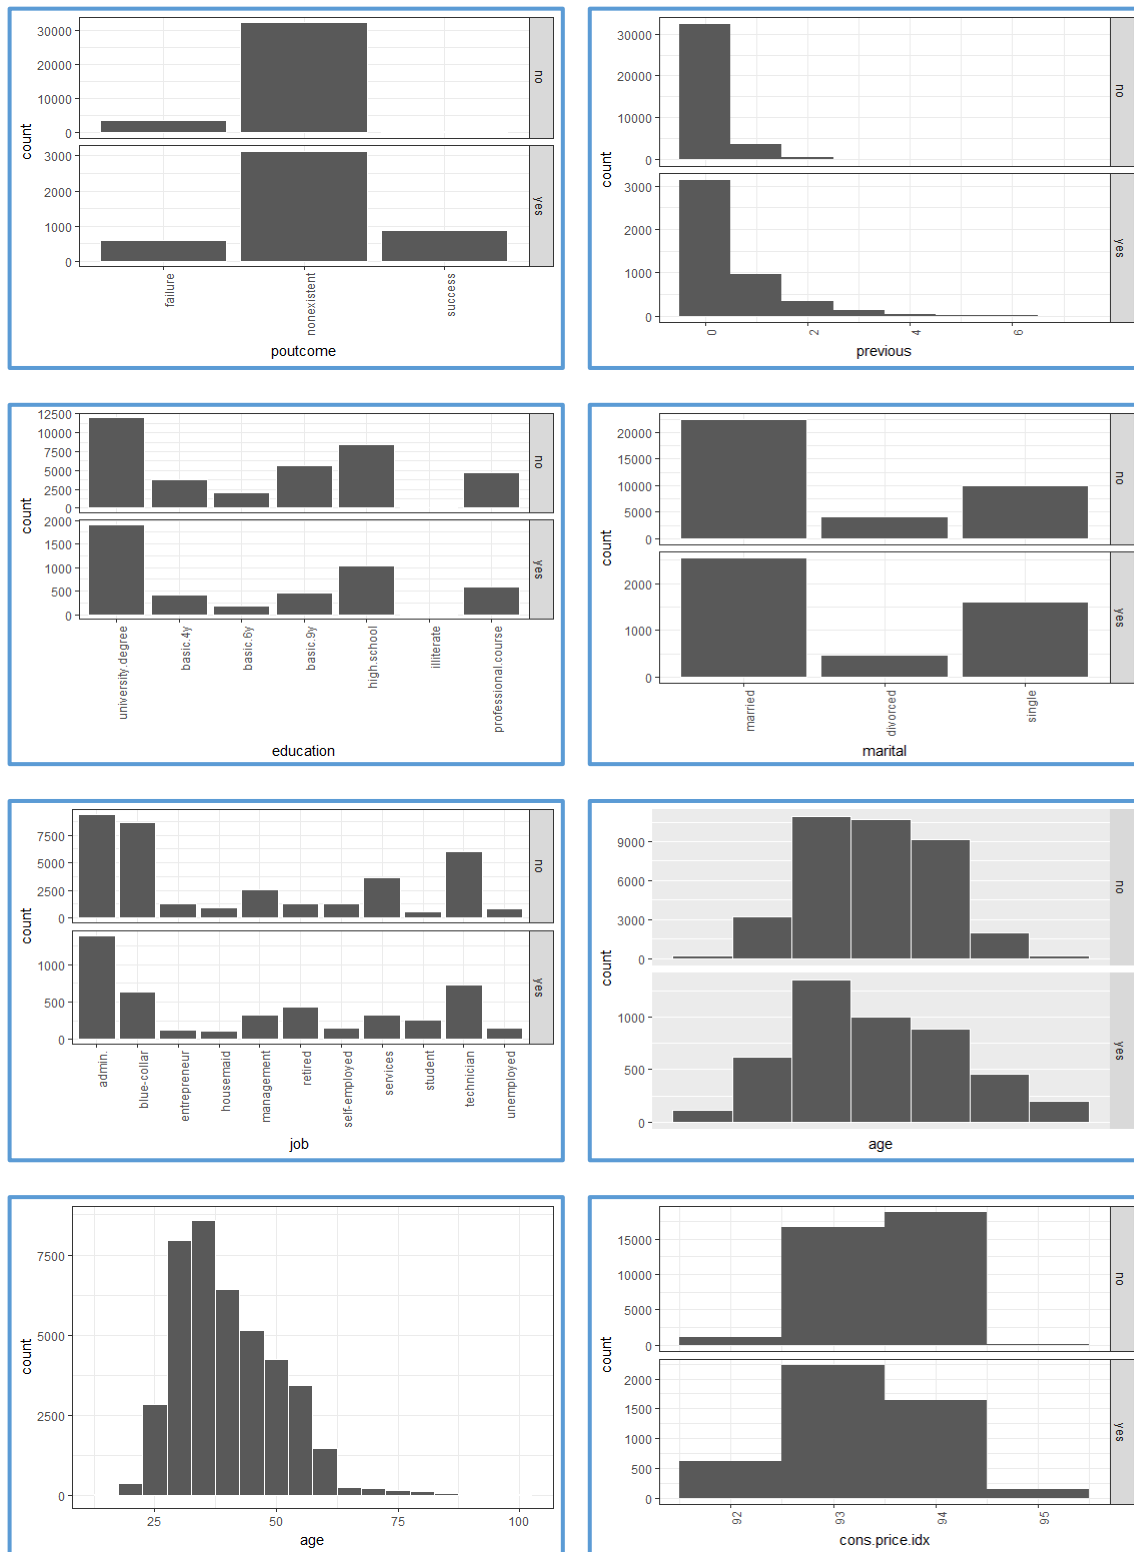 30000
20000
10000
0
no
3000
2000
1000
0
yes
count
failure
nonexistent
success
poutcome
30000
20000
10000
0
no
3000
2000
1000
0
yes
count
0
2
4
6
previous
12500
10000
7500
5000
2500
0
no
2000
1500
1000
500
0
yes
count
university.degree
basic.4y
basic.6y
basic.9y
high.school
illiterate
professional.course
education
20000
15000
10000
5000
0
no
2000
1000
0
yes
count
married
divorced
single
marital
7500
5000
2500
0
no
1000
500
0
yes
count
admin.
blue-collar
entrepreneur
housemaid
management
retired
self-employed
services
student
technician
unemployed
job
9000
6000
3000
0
no
1000
500
0
yes
count
age
7500
5000
2500
0
count
25
50
75
100
age
15000
10000
5000
0
no
2000
1500
1000
500
0
yes
count
92
93
94
95
cons.price.idx